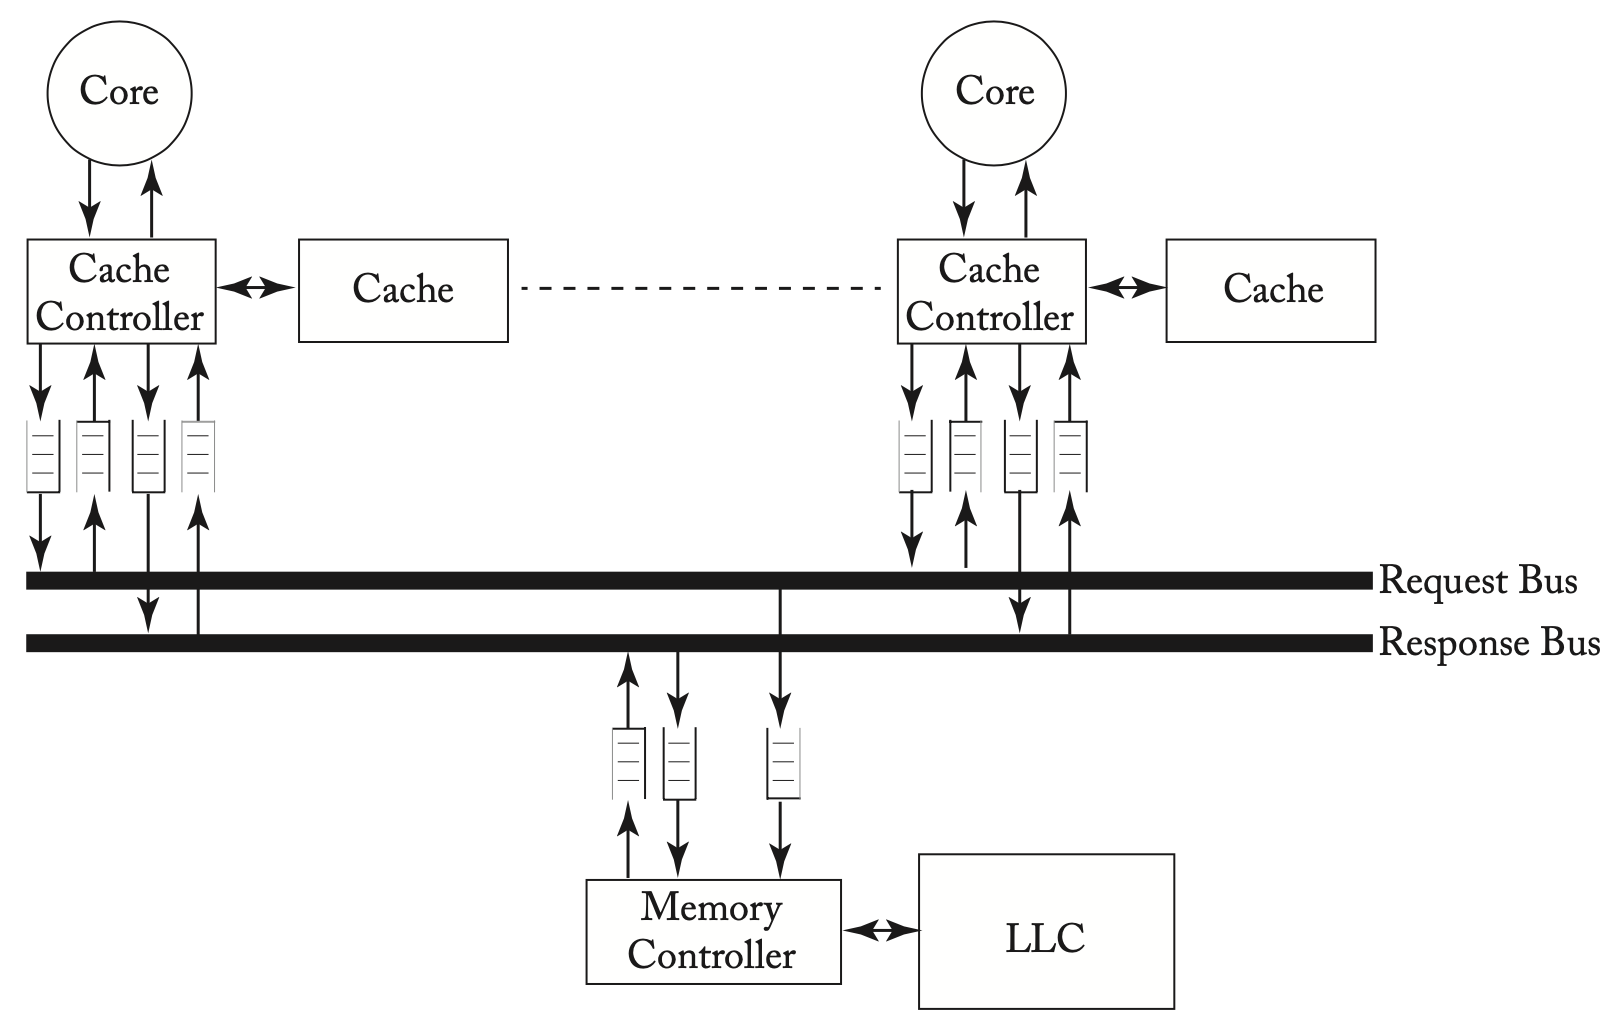 Core
Core
Cache
Controller
Cache
Cache
Controller
Cache
Request Bus
Response Bus
Memory
Controller
LLC